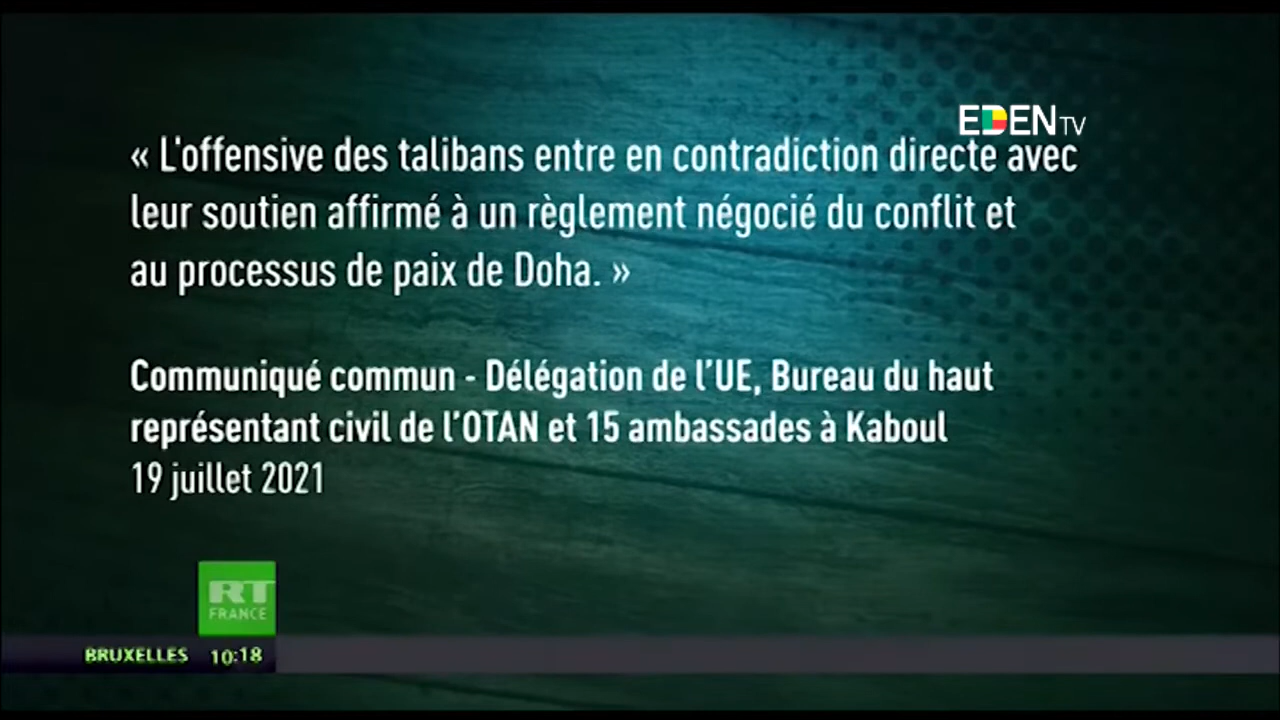 EDENTV
« L'offensive des talibans entre en contradiction directe avec
leur soutien affirmé à un règlement négocié du conflit et
au processus de paix de Doha. »
Communiqué commun - Délégation de l’UE, Bureau du haut
représentant civil de l’OTAN et 15 ambassades à Kaboul
19 juillet 2021
RT
FRANCE
BRUXELLES 10:18